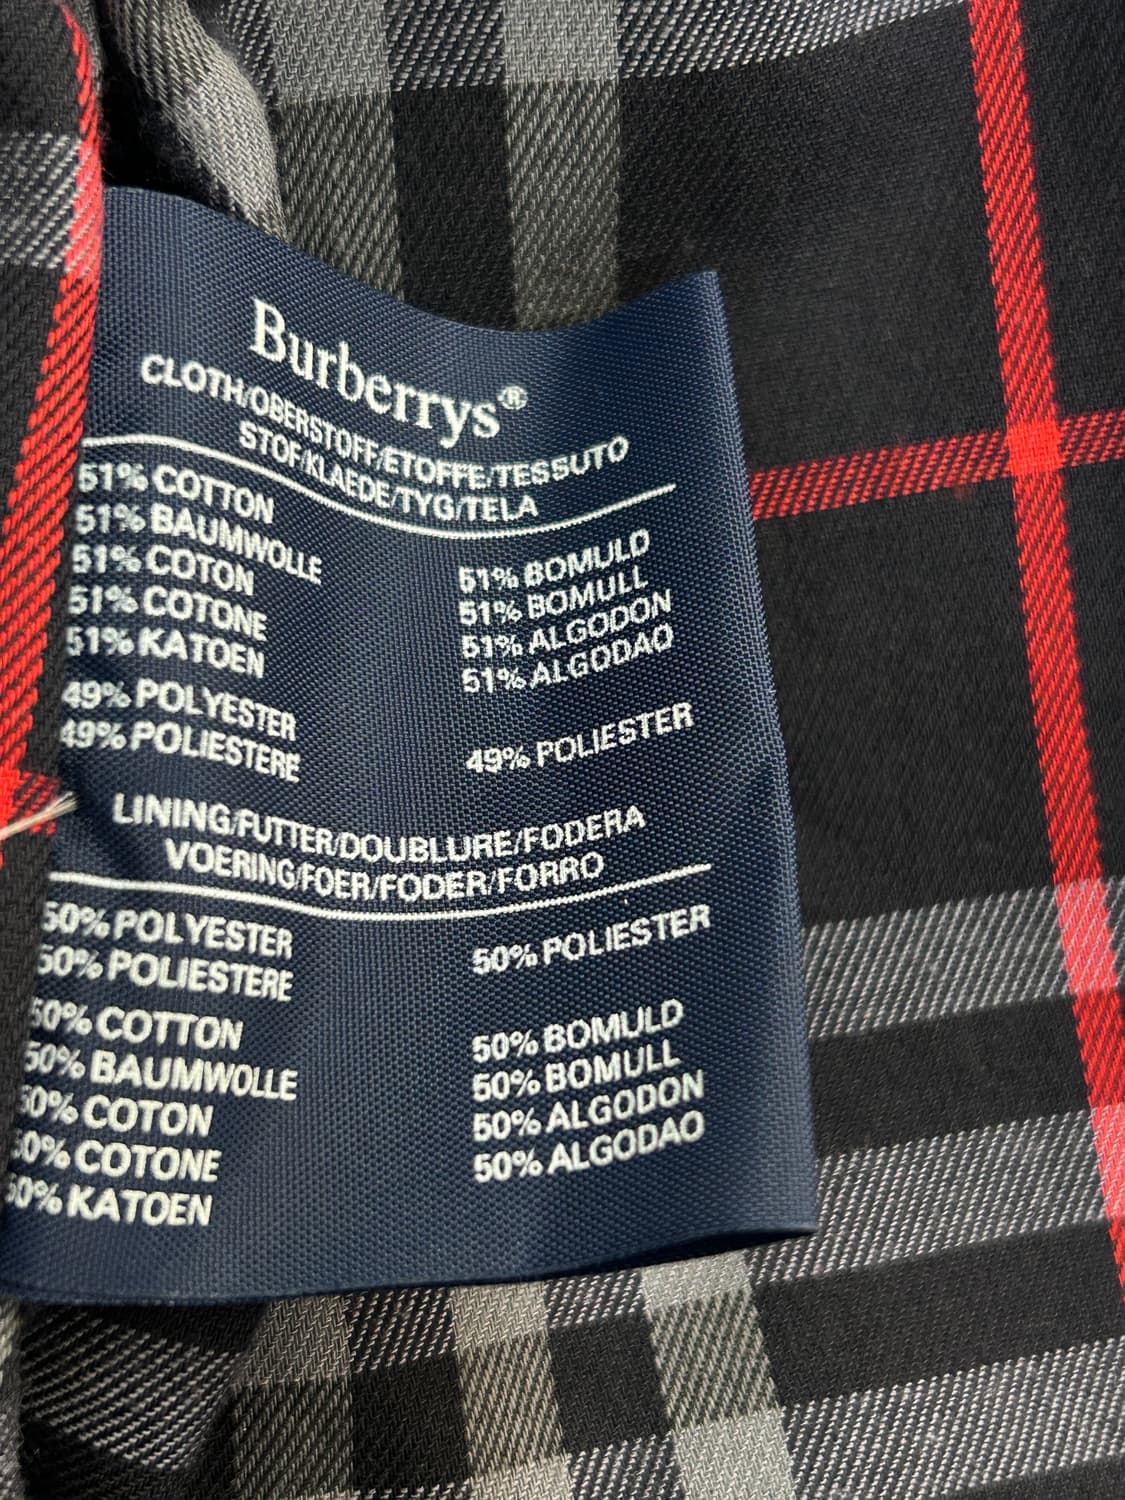 Burberrys®
CLOTH/OBERSTOFF/ETOFFE/TESSUTO
STOF/KLAEDE/TYG/TELA
51% COTTON
51% BAUMWOLLE
51% COTON
51% COTONE
51% KATOEN
51% BOMULD
51% BOMULL
51% ALGODON
51% ALGODAO
49% POLYESTER
49% POLIESTERE
49% POLIESTER
LINING/FUTTER/DOUBLURE/FODERA
VOERING/FOER/FODER/FORRO
50% POLYESTER
50% POLIESTERE
50% POLIESTER
50% COTTON
50% BAUMWOLLE
50% COTON
50% COTONE
50% KATOEN
50% BOMULD
50% BOMULL
50% ALGODON
50% ALGODAO